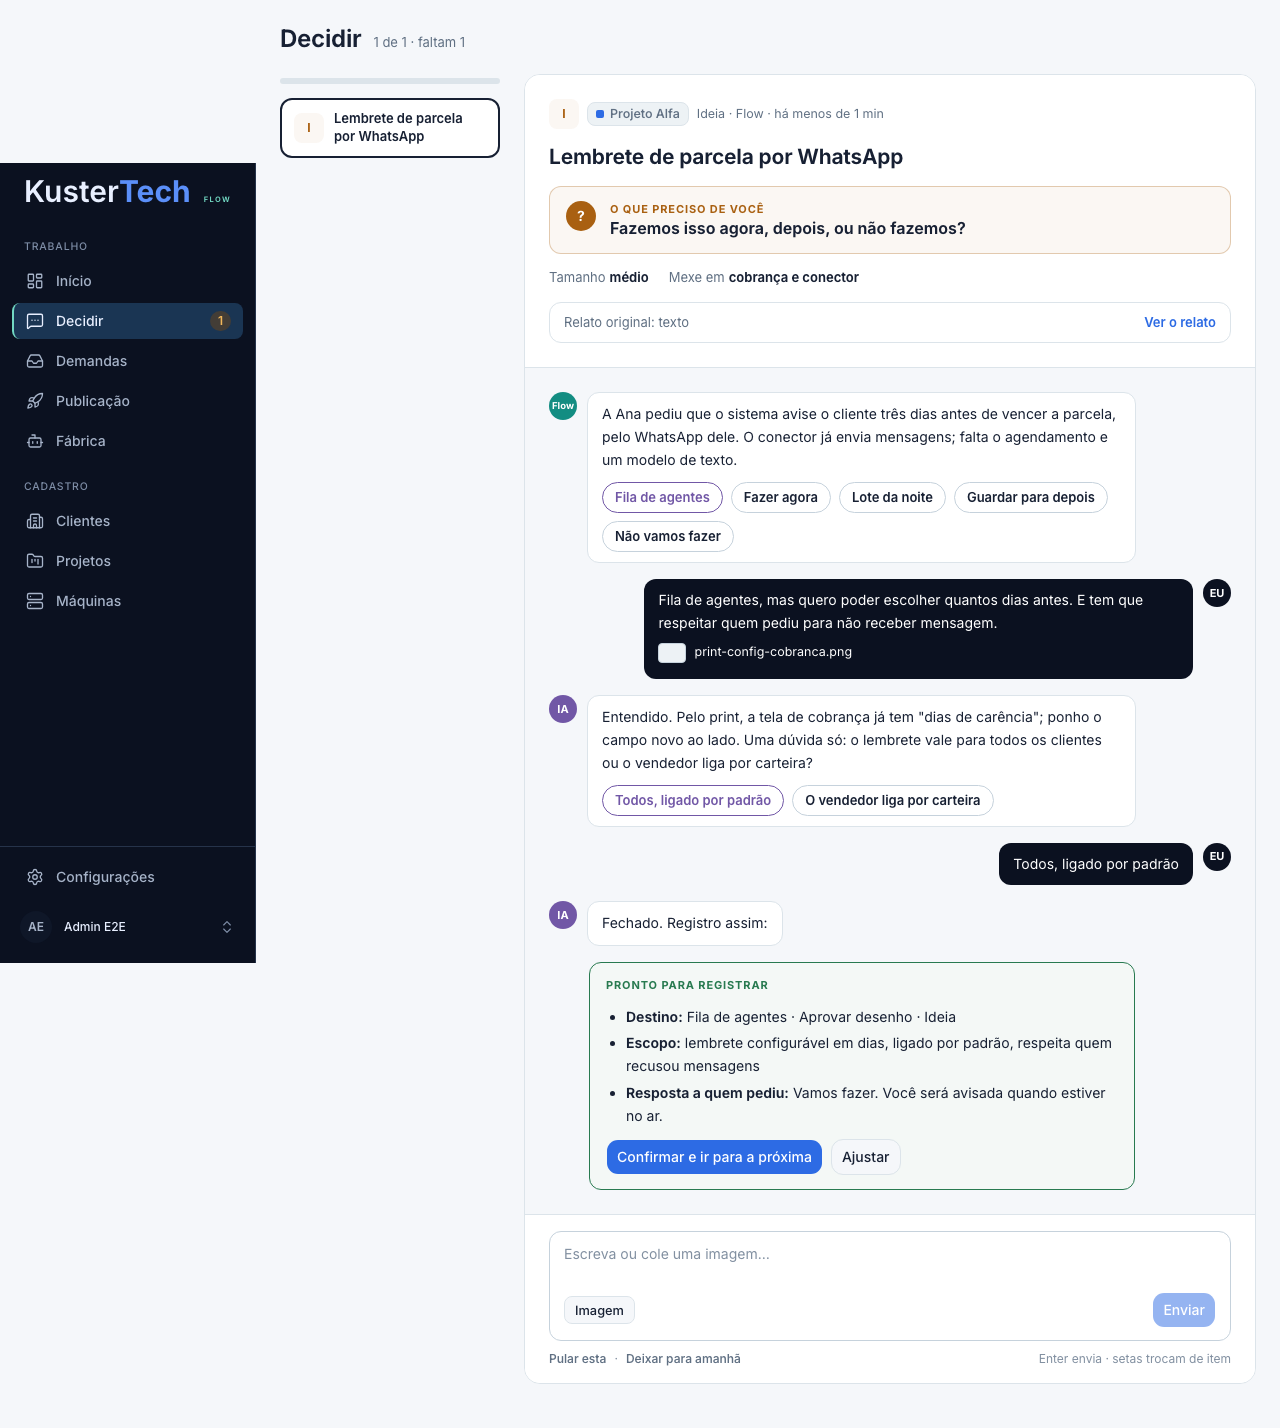 Decidir 1 de 1 · faltam 1
I
Lembrete de parcela
por WhatsApp
KusterTech FLOW
TRABALHO
Início
Decidir 1
Demandas
Publicação
Fábrica
CADASTRO
Clientes
Projetos
Máquinas
Configurações
AE Admin E2E
I Projeto Alfa Ideia · Flow · há menos de 1 min
Lembrete de parcela por WhatsApp
? O QUE PRECISO DE VOCÊ
Fazemos isso agora, depois, ou não fazemos?
Tamanho médio Mexe em cobrança e conector
Relato original: texto Ver o relato
Flow
A Ana pediu que o sistema avise o cliente três dias antes de vencer a parcela,
pelo WhatsApp dele. O conector já envia mensagens; falta o agendamento e
um modelo de texto.
Fila de agentes Fazer agora Lote da noite Guardar para depois
Não vamos fazer
Fila de agentes, mas quero poder escolher quantos dias antes. E tem que EU
respeitar quem pediu para não receber mensagem.
print-config-cobranca.png
IA
Entendido. Pelo print, a tela de cobrança já tem "dias de carência"; ponho o
campo novo ao lado. Uma dúvida só: o lembrete vale para todos os clientes
ou o vendedor liga por carteira?
Todos, ligado por padrão O vendedor liga por carteira
Todos, ligado por padrão EU
IA Fechado. Registro assim:
PRONTO PARA REGISTRAR
Destino: Fila de agentes · Aprovar desenho · Ideia
Escopo: lembrete configurável em dias, ligado por padrão, respeita quem
recusou mensagens
Resposta a quem pediu: Vamos fazer. Você será avisada quando estiver
no ar.
Confirmar e ir para a próxima Ajustar
Escreva ou cole uma imagem...
Imagem Enviar
Pular esta · Deixar para amanhã Enter envia · setas trocam de item